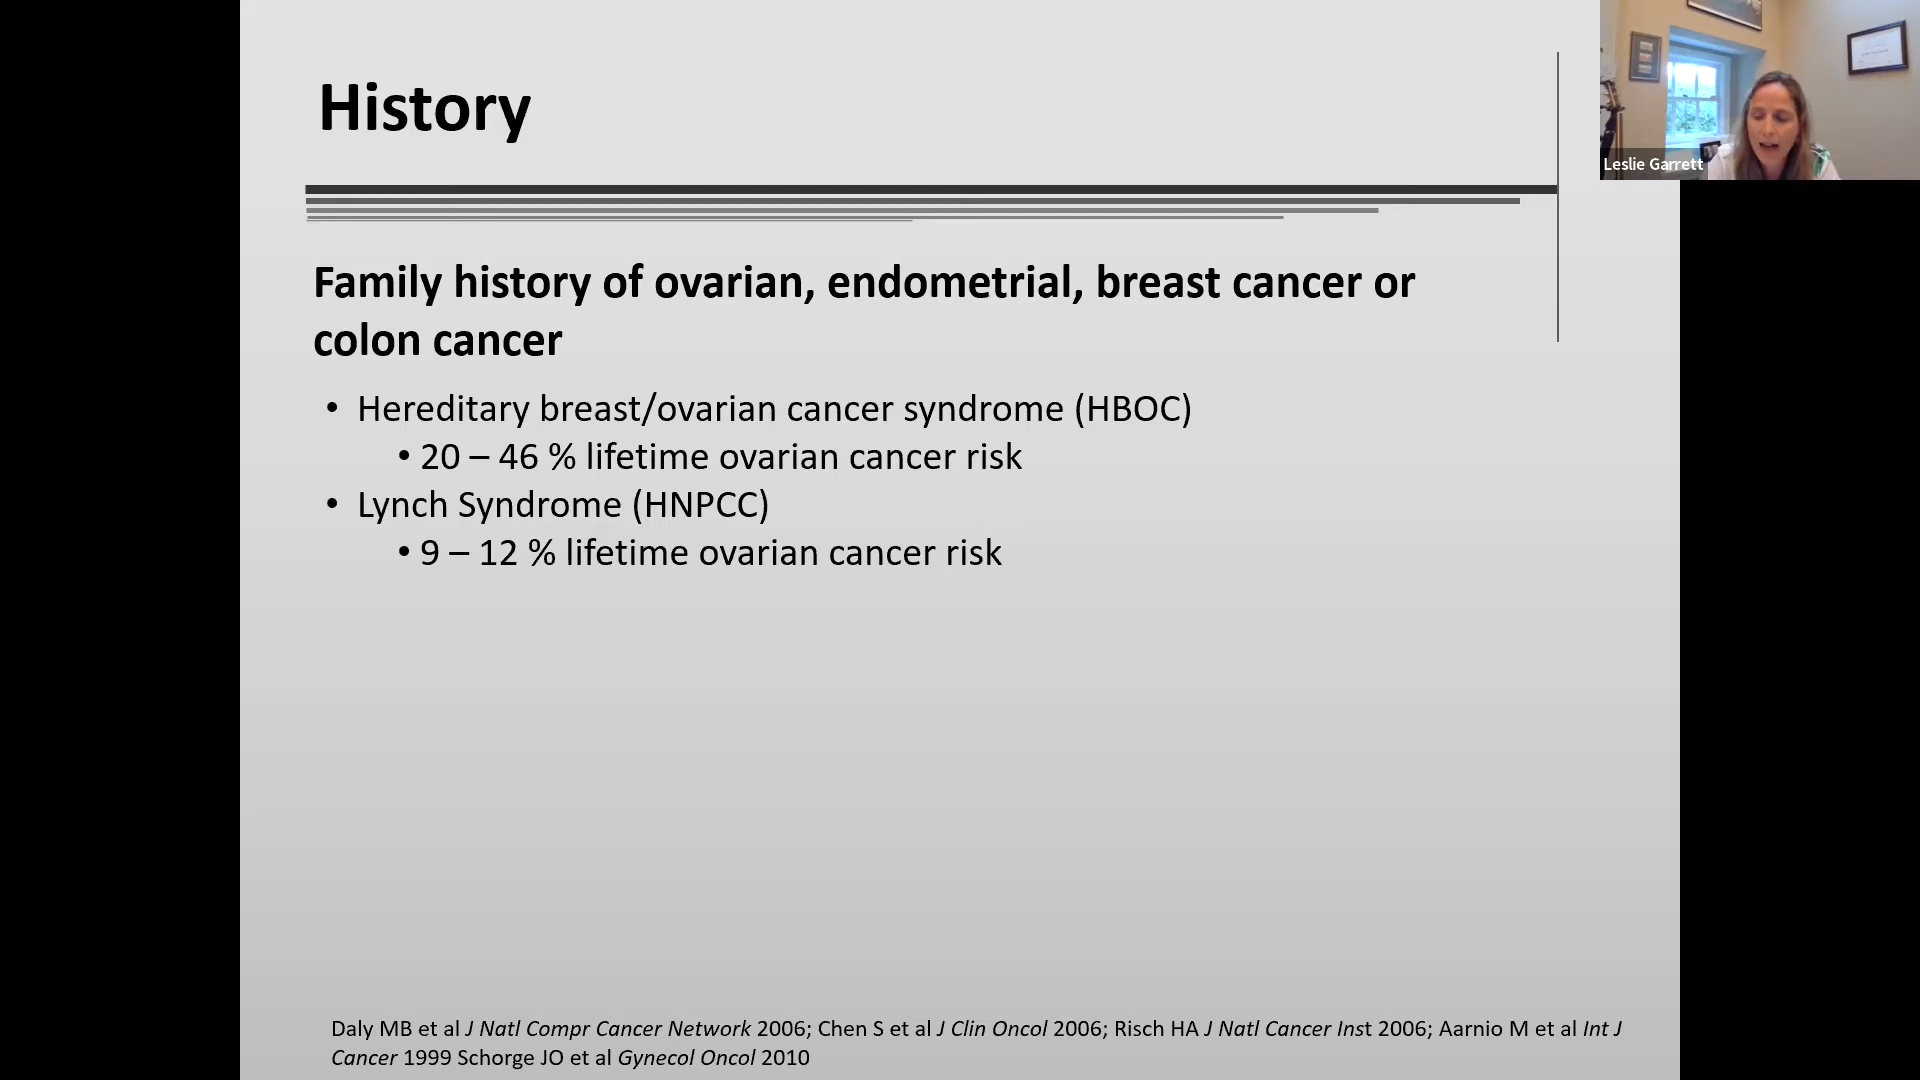 History
Leslie Garrett
Family history of ovarian, endometrial, breast cancer or
colon cancer
• Hereditary breast/ovarian cancer syndrome (HBOC)
• 20 – 46 % lifetime ovarian cancer risk
• Lynch Syndrome (HNPCC)
• 9 – 12 % lifetime ovarian cancer risk
Daly MB et al J Natl Compr Cancer Network 2006; Chen S et al J Clin Oncol 2006; Risch HA J Natl Cancer Inst 2006; Aarnio M et al Int J
Cancer 1999 Schorge JO et al Gynecol Oncol 2010